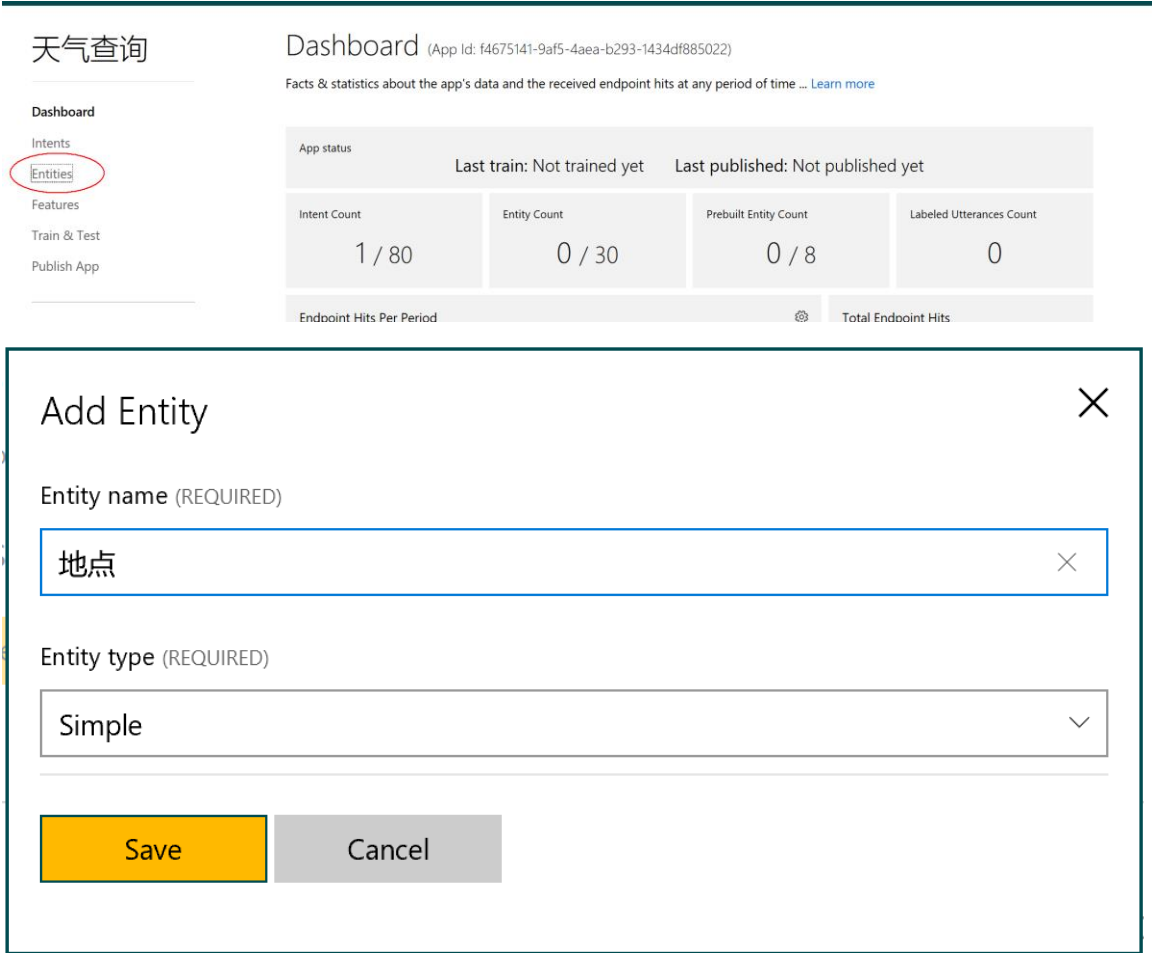 天气查询
Dashboard (App Id: f4675141-9af5-4aea-b293-1434df885022)
Facts & statistics about the app's data and the received endpoint hits at any period of time ... Learn more
Dashboard
Intents
Entities
Features
Train & Test
Publish App
App status
Last train: Not trained yet Last published: Not published yet
Intent Count Entity Count Prebuilt Entity Count Labeled Utterances Count
1 / 80 0 / 30 0 / 8 0
Endpoint Hits Per Period Total Endpoint Hits
Add Entity
Entity name (REQUIRED)
地点
Entity type (REQUIRED)
Simple
Save Cancel